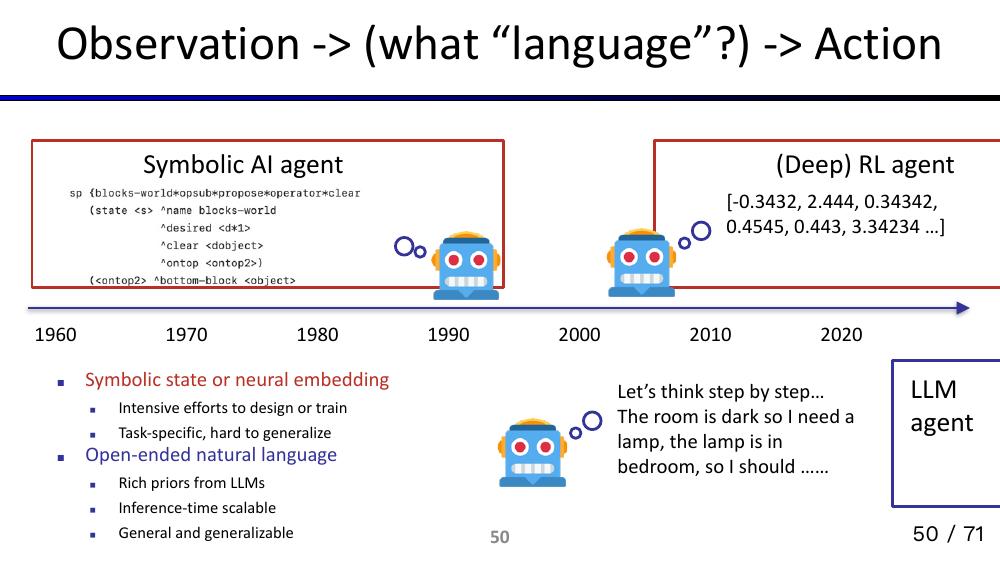 Observation -> (what “language”?) -> Action
Symbolic AI agent
sp {blocks-world*opsub*propose*operator*clear
(state <s> ^name blocks-world
^desired <d*1>
^clear <dobject>
^ontop <ontop2>)
(<ontop2> ^bottom-block <object>
(Deep) RL agent
[-0.3432, 2.444, 0.34342,
0.4545, 0.443, 3.34234 …]
1960 1970 1980 1990 2000 2010 2020
Symbolic state or neural embedding
Intensive efforts to design or train
Task-specific, hard to generalize
Open-ended natural language
Rich priors from LLMs
Inference-time scalable
General and generalizable
Let’s think step by step…
The room is dark so I need a
lamp, the lamp is in
bedroom, so I should ……
LLM
agent
50
50 / 71